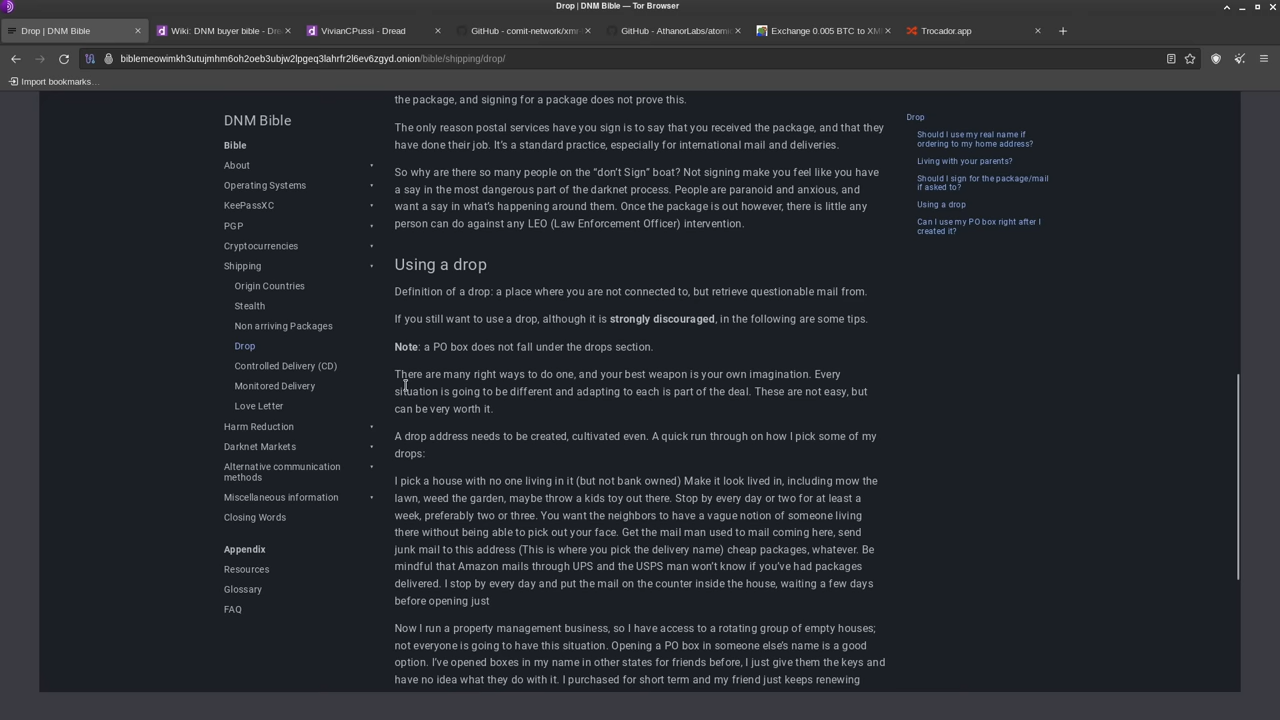 Drop | DNM Bible — Tor Browser
Drop | DNM Bible
Wiki: DNM buyer bible - Dre
VivianCPussi - Dread
GitHub - comit-network/xm
GitHub - AthanorLabs/atomi
Exchange 0.005 BTC to XM
Trocador.app
biblemeowimkh3utujmhm6oh2oeb3ubjw2lpgeq3lahrfr2l6ev6zgyd.onion/bible/shipping/drop/
Import bookmarks…
DNM Bible
Bible
About
Operating Systems
KeePassXC
PGP
Cryptocurrencies
Shipping
Origin Countries
Stealth
Non arriving Packages
Drop
Controlled Delivery (CD)
Monitored Delivery
Love Letter
Harm Reduction
Darknet Markets
Alternative communication
methods
Miscellaneous information
Closing Words
Appendix
Resources
Glossary
FAQ
the package, and signing for a package does not prove this.
The only reason postal services have you sign is to say that you received the package, and that they
have done their job. It's a standard practice, especially for international mail and deliveries.
So why are there so many people on the “don't Sign” boat? Not signing make you feel like you have
a say in the most dangerous part of the darknet process. People are paranoid and anxious, and
want a say in what's happening around them. Once the package is out however, there is little any
person can do against any LEO (Law Enforcement Officer) intervention.
Using a drop
Definition of a drop: a place where you are not connected to, but retrieve questionable mail from.
If you still want to use a drop, although it is strongly discouraged, in the following are some tips.
Note: a PO box does not fall under the drops section.
There are many right ways to do one, and your best weapon is your own imagination. Every
situation is going to be different and adapting to each is part of the deal. These are not easy, but
can be very worth it.
A drop address needs to be created, cultivated even. A quick run through on how I pick some of my
drops:
I pick a house with no one living in it (but not bank owned) Make it look lived in, including mow the
lawn, weed the garden, maybe throw a kids toy out there. Stop by every day or two for at least a
week, preferably two or three. You want the neighbors to have a vague notion of someone living
there without being able to pick out your face. Get the mail man used to mail coming here, send
junk mail to this address (This is where you pick the delivery name) cheap packages, whatever. Be
mindful that Amazon mails through UPS and the USPS man won't know if you've had packages
delivered. I stop by every day and put the mail on the counter inside the house, waiting a few days
before opening just
Now I run a property management business, so I have access to a rotating group of empty houses;
not everyone is going to have this situation. Opening a PO box in someone else's name is a good
option. I've opened boxes in my name in other states for friends before, I just give them the keys and
have no idea what they do with it. I purchased for short term and my friend just keeps renewing
Drop
Should I use my real name if
ordering to my home address?
Living with your parents?
Should I sign for the package/mail
if asked to?
Using a drop
Can I use my PO box right after I
created it?